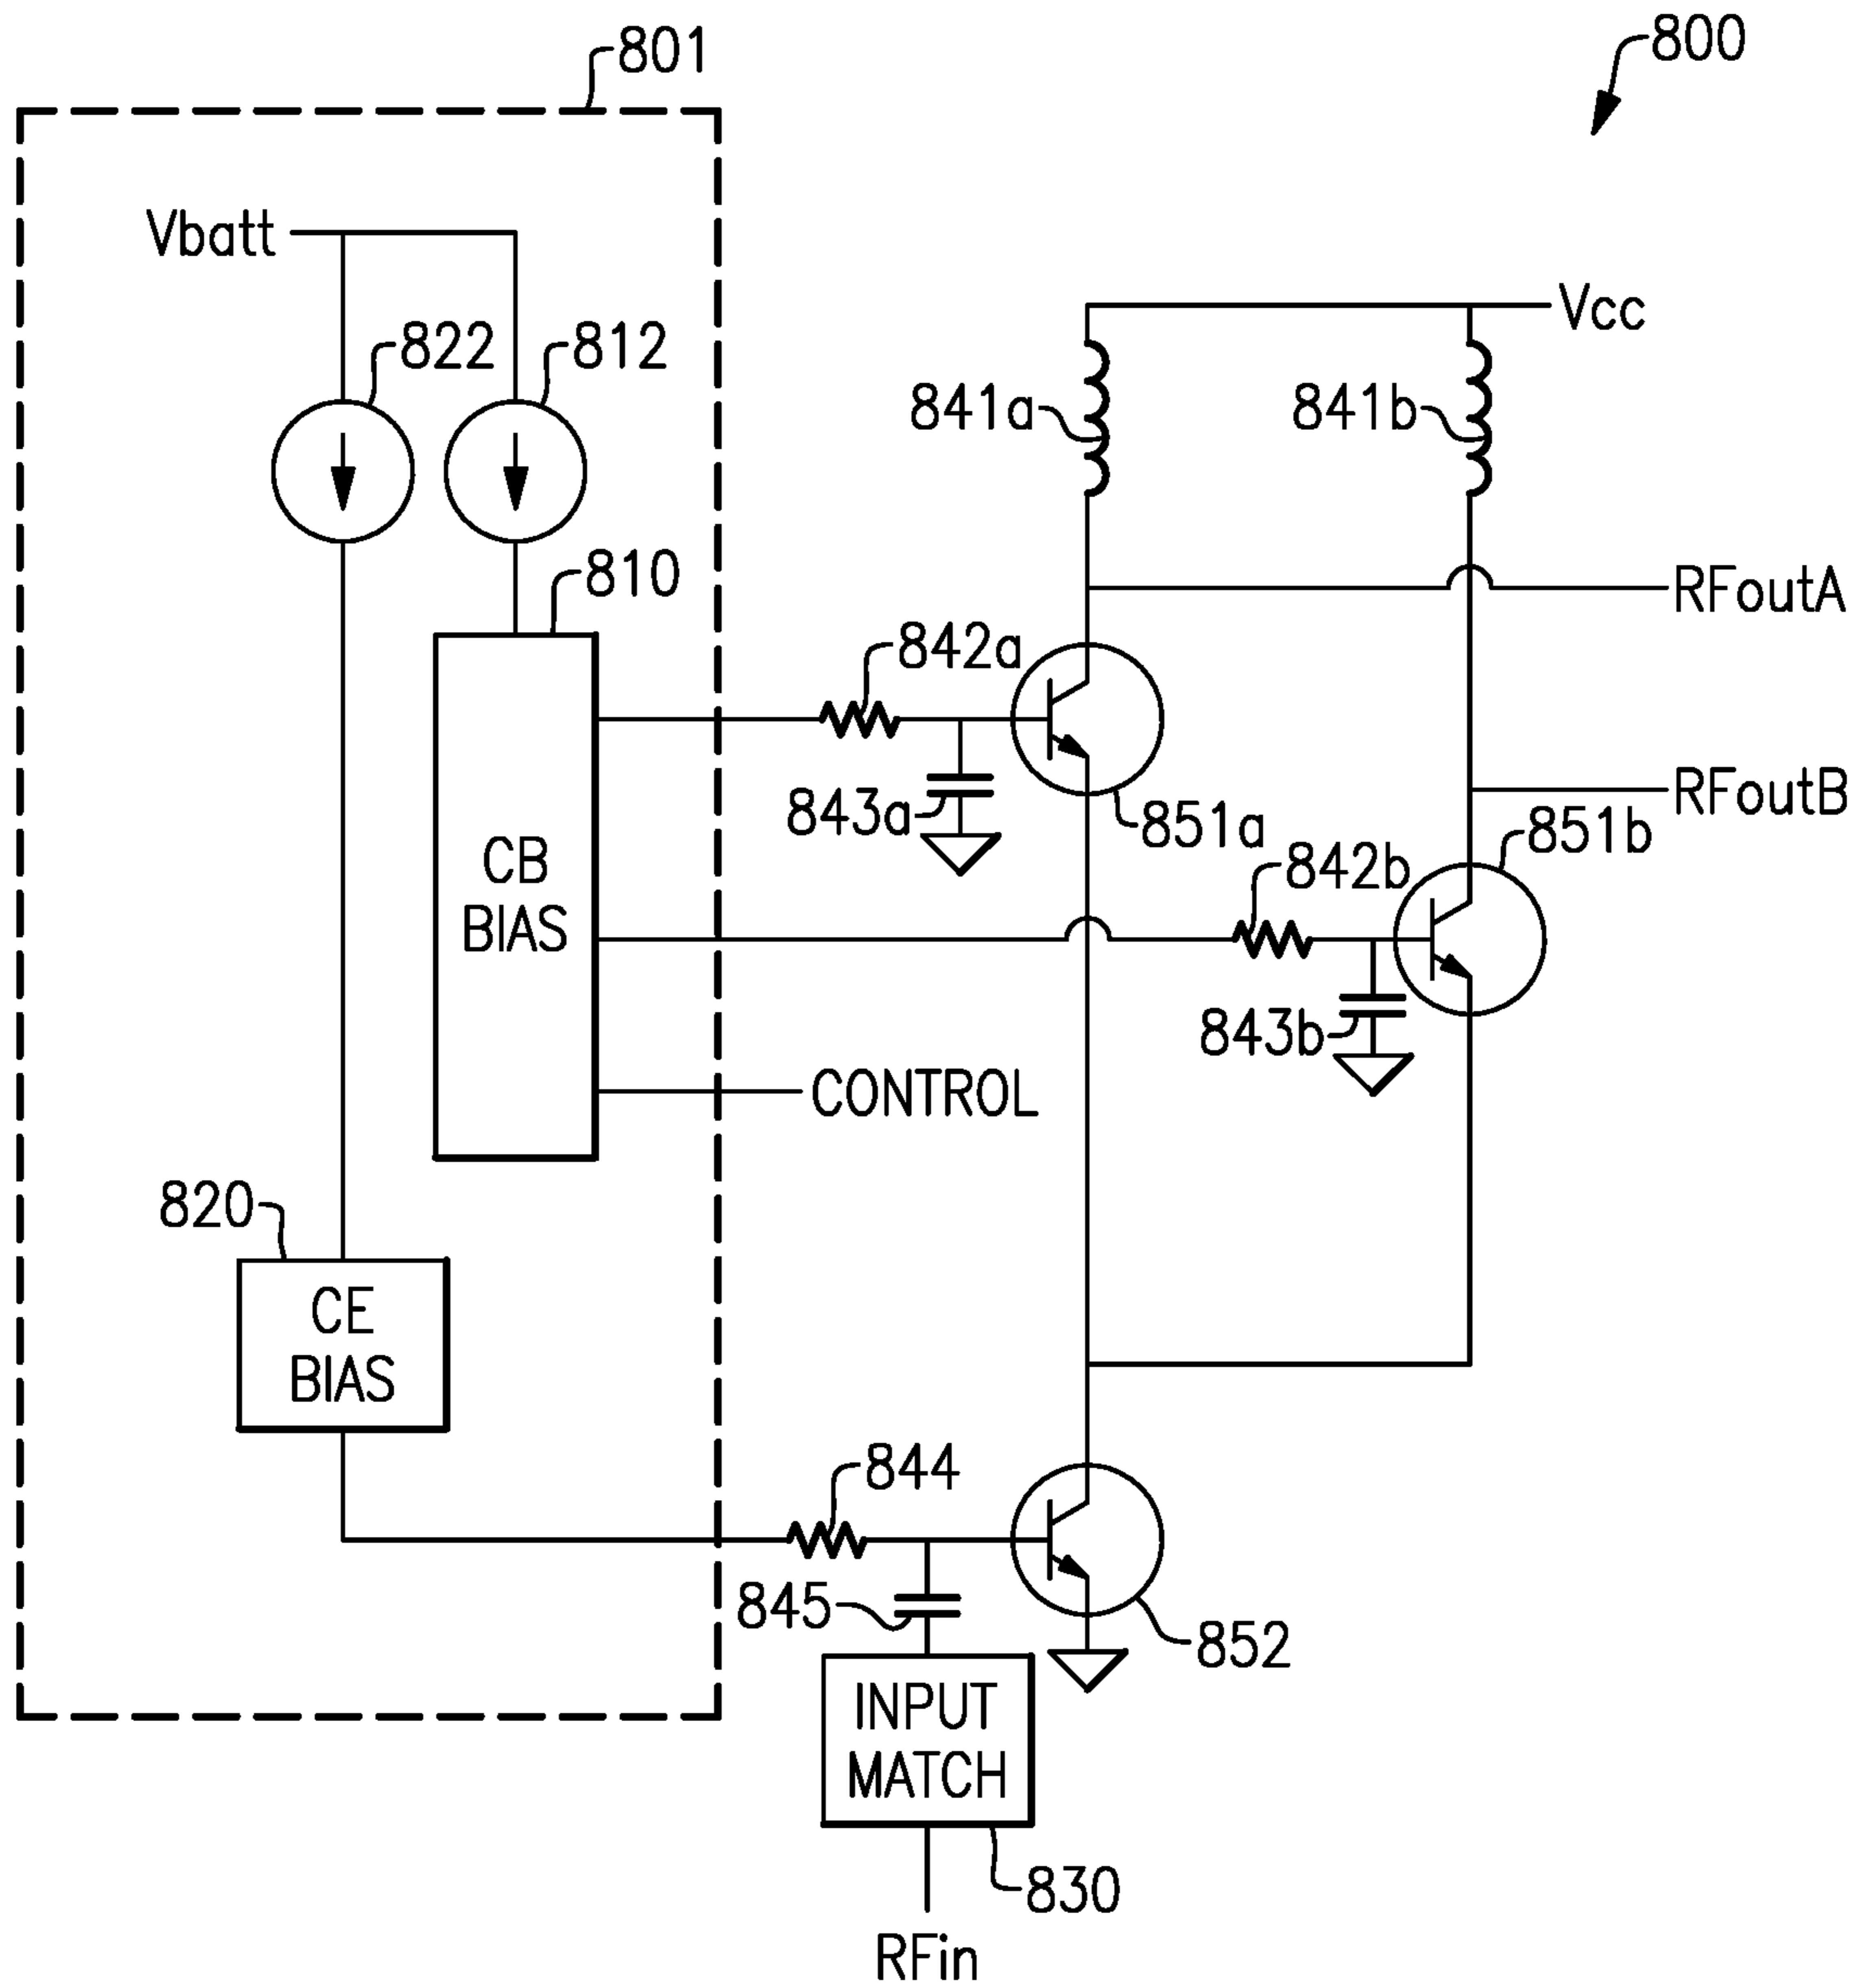 801
800
Vbatt
Vcc
822
812
841a
841b
810
RFoutA
842a
RFoutB
843a
851a
851b
CB
BIAS
842b
843b
CONTROL
820
CE
BIAS
844
845
852
INPUT
MATCH
830
RFin